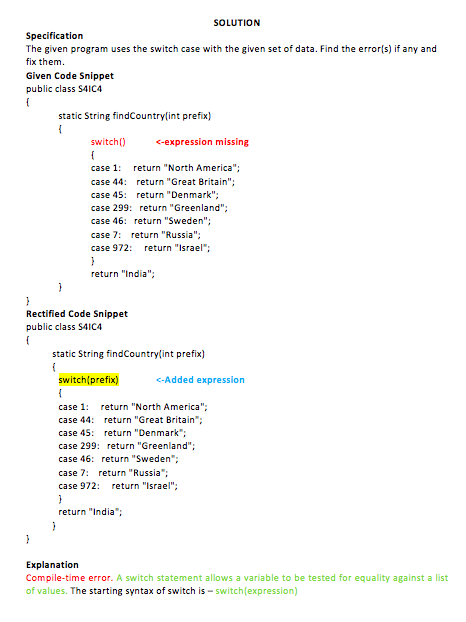 SOLUTION
Specification
The given program uses the switch case with the given set of data. Find the error(s) if any and
fix them.
Given Code Snippet
public class S4IC4
{
static String findCountry(int prefix)
{
switch() <-expression missing
{
case 1: return "North America";
case 44: return "Great Britain";
case 45: return "Denmark";
case 299: return "Greenland";
case 46: return "Sweden";
case 7: return "Russia";
case 972: return "Israel";
}
return "India";
}
}
Rectified Code Snippet
public class S4IC4
{
static String findCountry(int prefix)
{
switch(prefix) <-Added expression
{
case 1: return "North America";
case 44: return "Great Britain";
case 45: return "Denmark";
case 299: return "Greenland";
case 46: return "Sweden";
case 7: return "Russia";
case 972: return "Israel";
}
return "India";
}
}
Explanation
Compile-time error. A switch statement allows a variable to be tested for equality against a list
of values. The starting syntax of switch is – switch(expression)